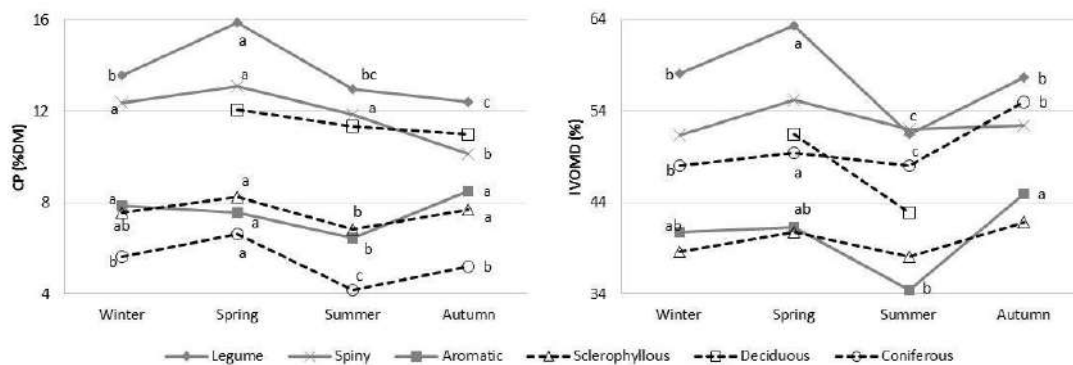 16
12
8
4
CP (%DM)
b
a
bc
c
a
a
a
b
a
ab
a
a
b
b
a
a
b
a
c
b
Winter Spring Summer Autumn
64
54
44
34
IVOMD (%)
b
a
c
b
b
b
a
c
ab
ab
b
a
Winter Spring Summer Autumn
Legume Spiny Aromatic Sclerophyllous Deciduous Coniferous